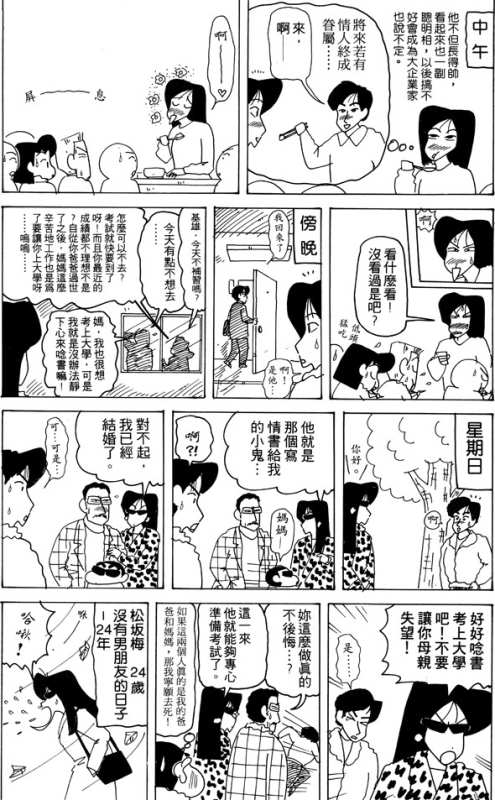 中午
他不但長得帥，
看起來也一副
聰明相，以後搞不
好會成為大企業家
也說不定。
將來若有
情人終成
眷屬……
來，
啊…
啊
屏 息
啊…
看什麼看！
沒看過是吧？
低頭
猛吃
傍晚
我回來了
啊！
是他…
基雄，今天不補習嗎？
今天有點不想去
……
怎麼可以不去？
考試就快要到了
呀！而且你最近的
成績都不理想不是
？自從你爸爸過世
了之後，媽媽這麼
辛苦地工作也是為
了要讓你上大學呀
……嗚嗚……
媽，我也很想
考上大學，可是
我就是沒辦法靜
下心來唸書嘛！
星期日
啊
你好。
他就是
那個寫
情書給我
的小鬼…
媽媽
啊
?!
對不起，
我已經
結婚了。
可…可是…
好好唸書
考上大學
吧！不要
讓你母親
失望！
是…
妳這麼做真的
不後悔…？
這一來
他就能夠專心
準備考試了。
如果這兩個人真的是我的爸
爸和媽媽，那我寧願去死！
松坂梅 24歲
沒有男朋友的日子
—24年
哈啾！